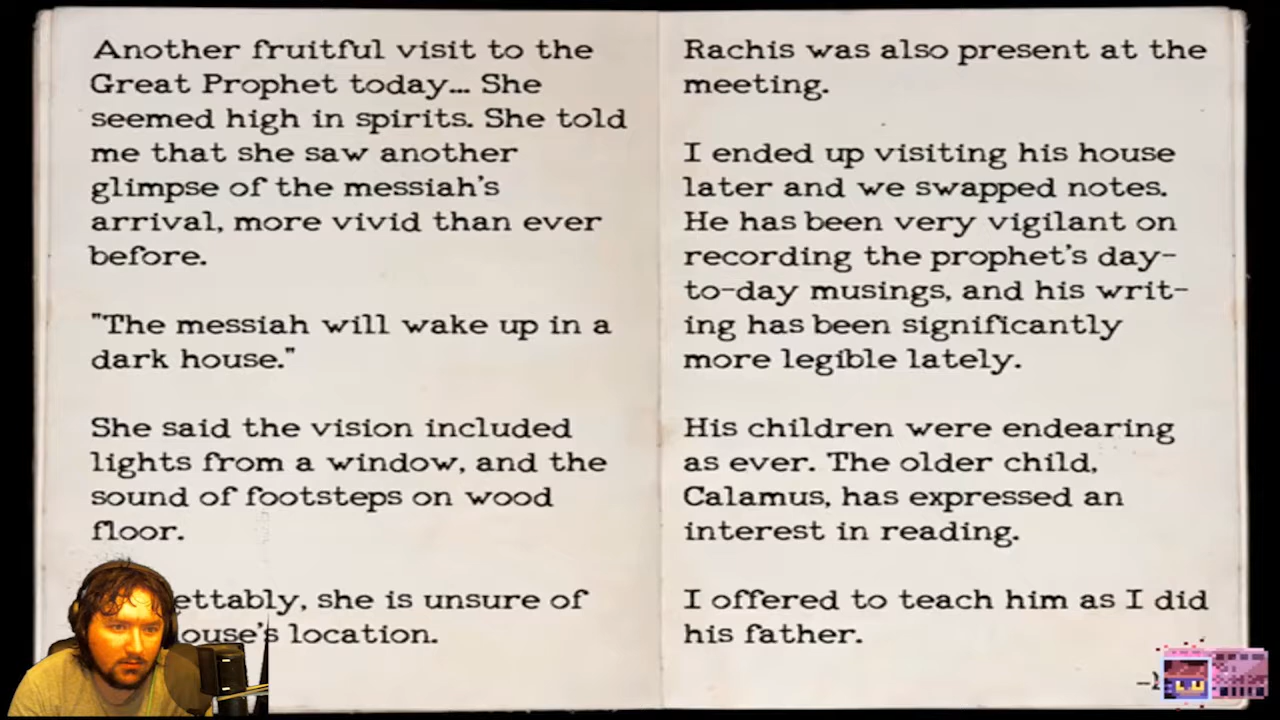 Another fruitful visit to the
Great Prophet today... She
seemed high in spirits. She told
me that she saw another
glimpse of the messiah's
arrival, more vivid than ever
before.
"The messiah will wake up in a
dark house."
She said the vision included
lights from a window, and the
sound of footsteps on wood
floor.
she is unsure of
location.
Rachis was also present at the
meeting.
I ended up visiting his house
later and we swapped notes.
He has been very vigilant on
recording the prophet's day-
to-day musings, and his writ-
ing has been significantly
more legible lately.
His children were endearing
as ever. The older child,
Calamus, has expressed an
interest in reading.
I offered to teach him as I did
his father.